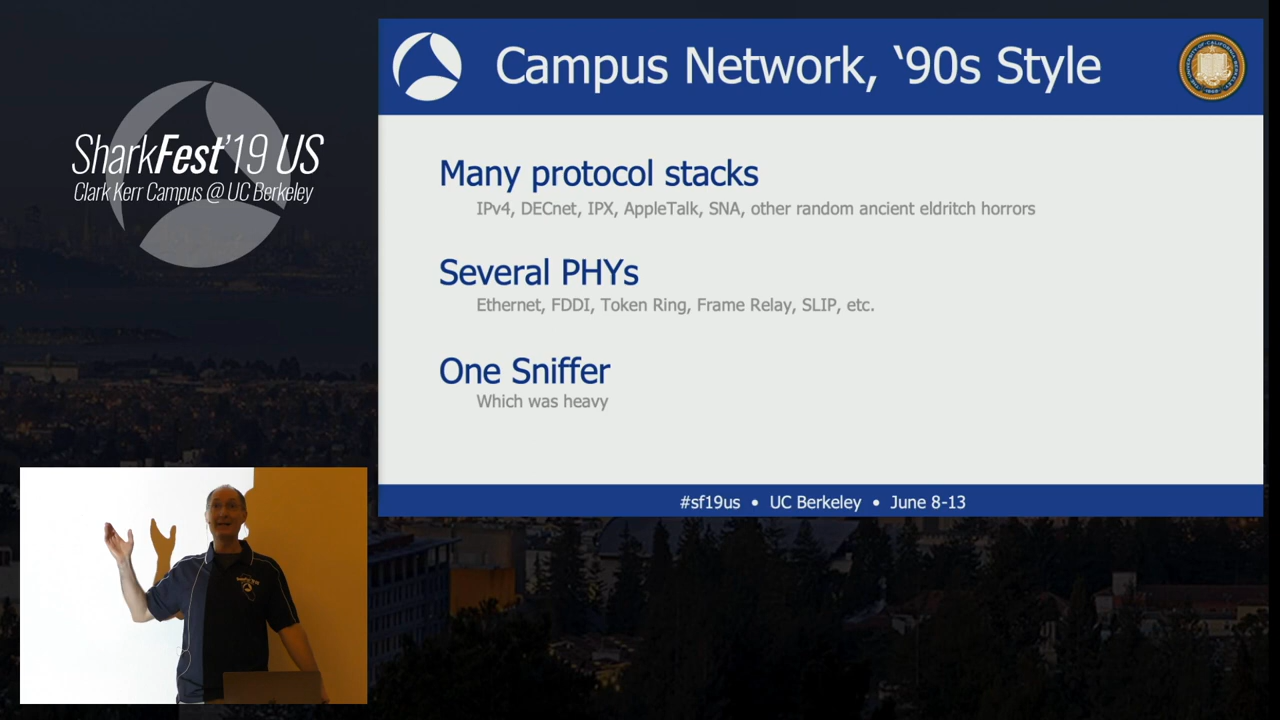 SharkFest'19 US
Clark Kerr Campus @ UC Berkeley
Campus Network, ‘90s Style
Many protocol stacks
IPv4, DECnet, IPX, AppleTalk, SNA, other random ancient eldritch horrors
Several PHYs
Ethernet, FDDI, Token Ring, Frame Relay, SLIP, etc.
One Sniffer
Which was heavy
#sf19us • UC Berkeley • June 8-13